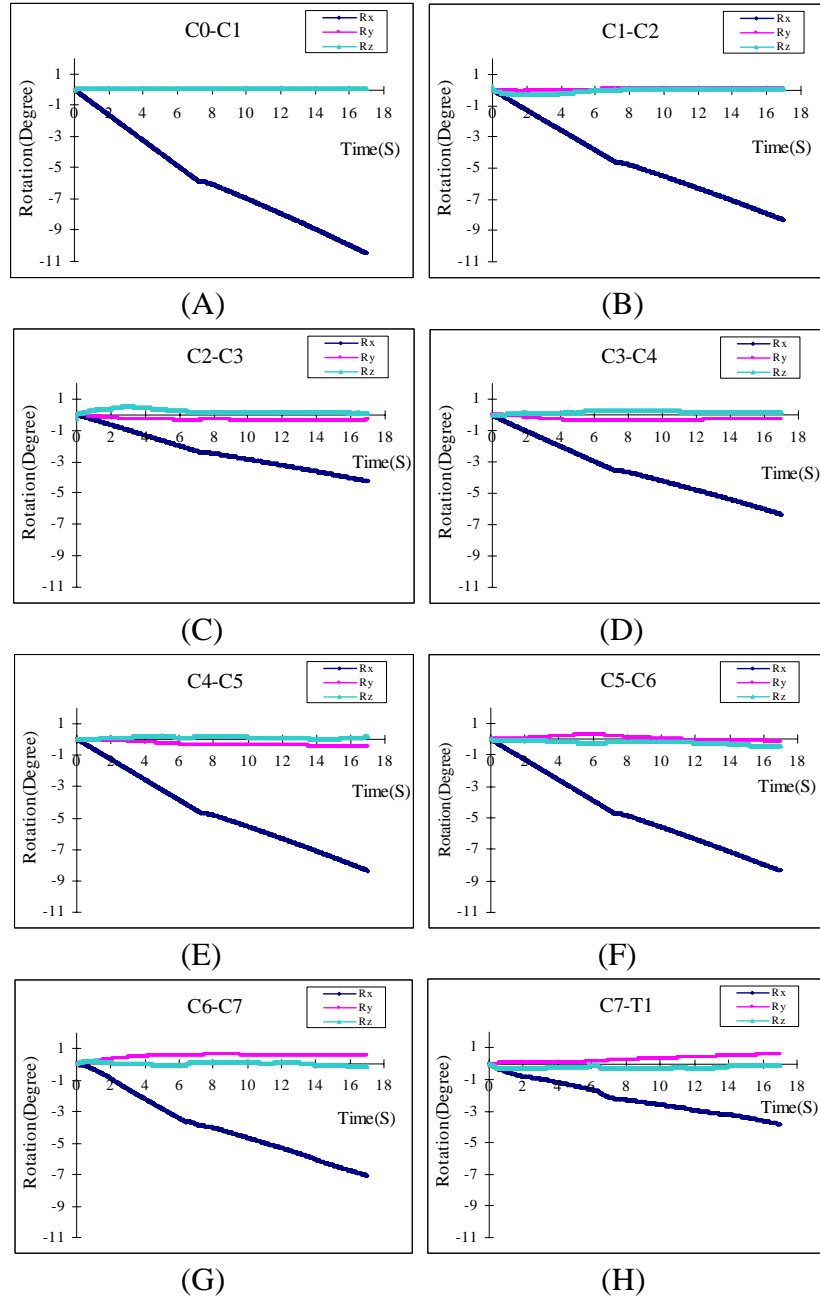 C0-C1
Rx
Ry
Rz
1
-1
-3
-5
-7
-9
-11
0 2 4 6 8 10 12 14 16 18
Rotation(Degree)
Time(S)
(A)
C1-C2
Rx
Ry
Rz
1
-1
-3
-5
-7
-9
-11
0 2 4 6 8 10 12 14 16 18
Rotation(Degree)
Time(S)
(B)
C2-C3
Rx
Ry
Rz
1
-1
-3
-5
-7
-9
-11
0 2 4 6 8 10 12 14 16 18
Rotation(Degree)
Time(S)
(C)
C3-C4
Rx
Ry
Rz
1
-1
-3
-5
-7
-9
-11
0 2 4 6 8 10 12 14 16 18
Rotation(Degree)
Time(S)
(D)
C4-C5
Rx
Ry
Rz
1
-1
-3
-5
-7
-9
-11
0 2 4 6 8 10 12 14 16 18
Rotation(Degree)
Time(S)
(E)
C5-C6
Rx
Ry
Rz
1
-1
-3
-5
-7
-9
-11
0 2 4 6 8 10 12 14 16 18
Rotation(Degree)
Time(S)
(F)
C6-C7
Rx
Ry
Rz
1
-1
-3
-5
-7
-9
-11
0 2 4 6 8 10 12 14 16 18
Rotation(Degree)
Time(S)
(G)
C7-T1
Rx
Ry
Rz
1
-1
-3
-5
-7
-9
-11
0 2 4 6 8 10 12 14 16 18
Rotation(Degree)
Time(S)
(H)